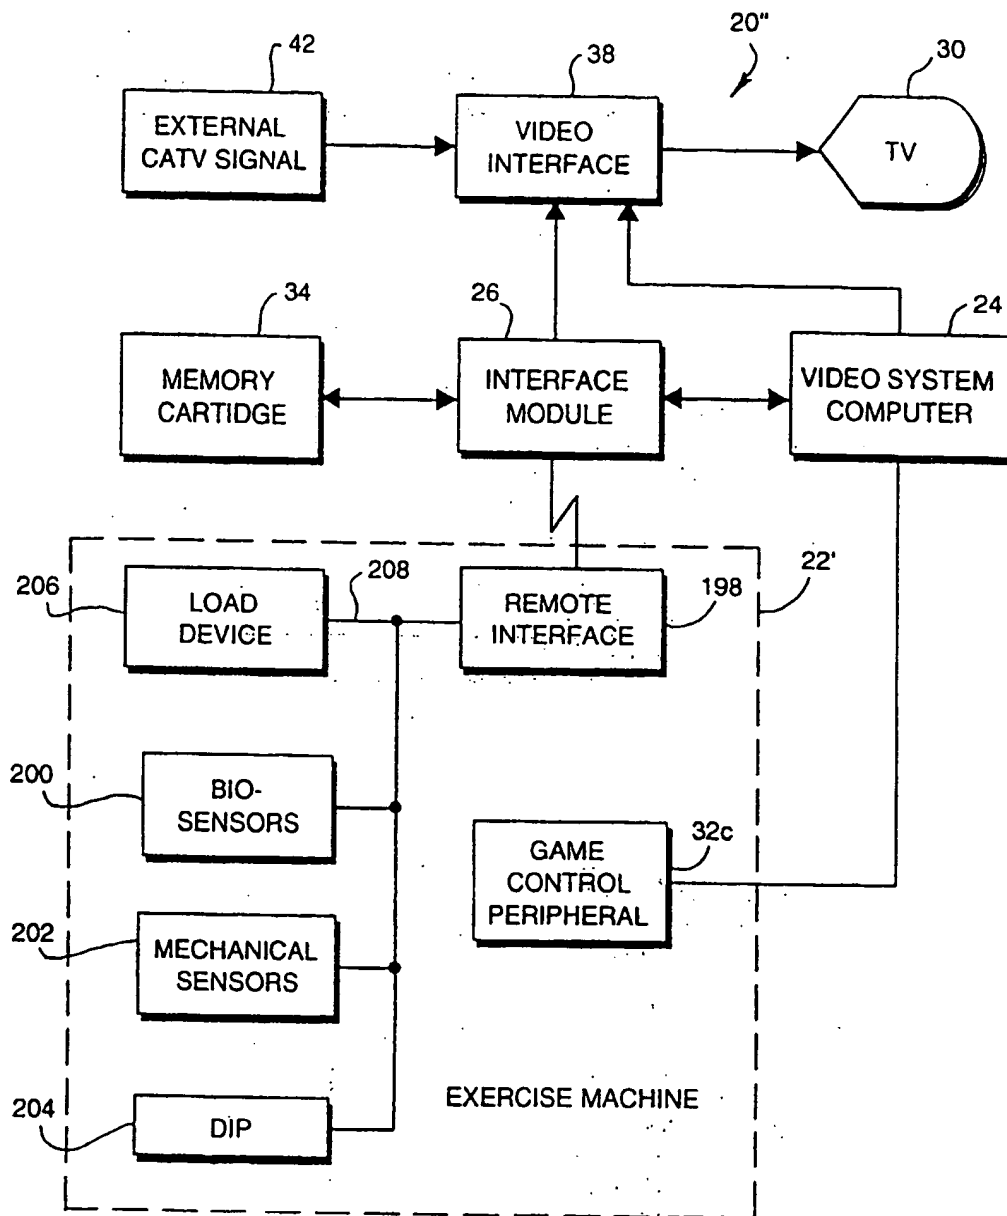 20"
42
38
30
EXTERNAL
CATV SIGNAL
VIDEO
INTERFACE
TV
34
26
24
MEMORY
CARTIDGE
INTERFACE
MODULE
VIDEO SYSTEM
COMPUTER
206
LOAD
DEVICE
208
REMOTE
INTERFACE
198
22'
200
BIO-
SENSORS
GAME
CONTROL
PERIPHERAL
32c
202
MECHANICAL
SENSORS
204
DIP
EXERCISE MACHINE